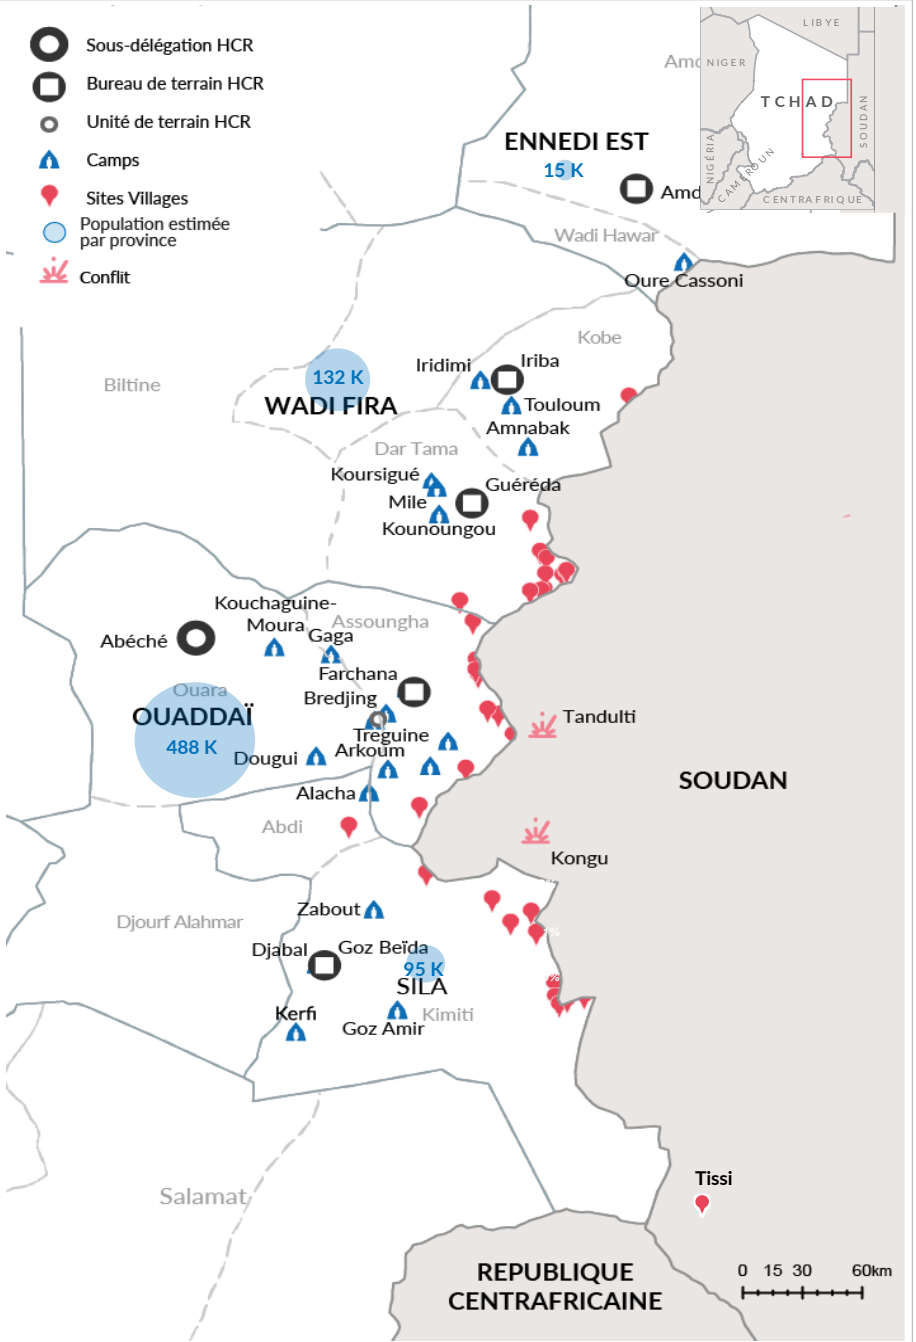 Sous-délégation HCR
Bureau de terrain HCR
Unité de terrain HCR
Camps
Sites Villages
Population estimée
par province
Conflit
LIBYE
NIGER
TCHAD
SOUDAN
NIGÉRIA
CAMEROUN
CENTRAFRIQUE
ENNEDI EST
15 K
Amd
Wadi Hawar
Oure Cassoni
Kobe
Iridimi
Iriba
Touloum
Amnabak
Biltine
132 K
WADI FIRA
Dar Tama
Koursigué
Guéréda
Mile
Kounoungou
Kouchaguine-
Moura
Assoungha
Abéché
Gaga
Farchana
Ouara
Bredjing
OUADDAÏ
488 K
Tréguine
Arkoum
Dougui
Tandulti
SOUDAN
Alacha
Abdi
Kongu
Zabout
Djourf Alahmar
Djabal
Goz Beïda
95 K
SILA
Kerfi
Kimiti
Goz Amir
Salamat
Tissi
REPUBLIQUE
CENTRAFRICAINE
0 15 30 60km